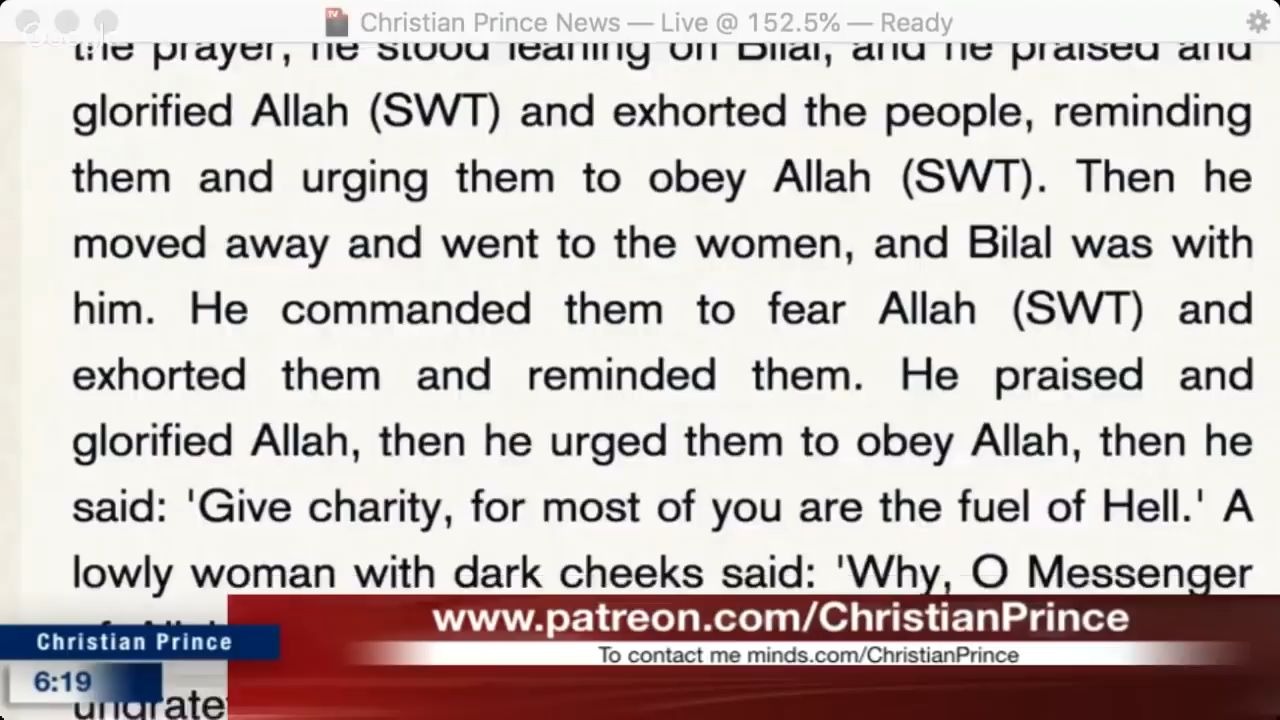 Christian Prince News — Live @ 152.5% — Ready
Google
the prayer, he stood leaning on Bilal, and he praised and
glorified Allah (SWT) and exhorted the people, reminding
them and urging them to obey Allah (SWT). Then he
moved away and went to the women, and Bilal was with
him. He commanded them to fear Allah (SWT) and
exhorted them and reminded them. He praised and
glorified Allah, then he urged them to obey Allah, then he
said: 'Give charity, for most of you are the fuel of Hell.' A
lowly woman with dark cheeks said: 'Why, O Messenger
www.patreon.com/ChristianPrince
To contact me minds.com/ChristianPrince
Christian Prince
6:19